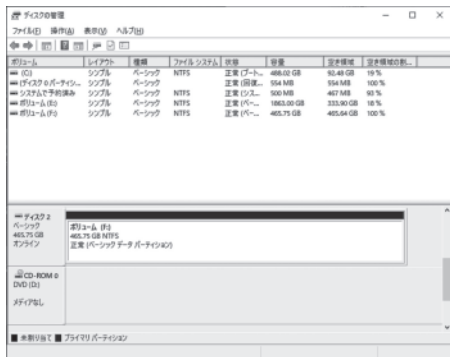 ディスクの管理
ファイル(F) 操作(A) 表示(V) ヘルプ(H)
ボリューム レイアウト 種類 ファイル システム 状態 容量 空き領域 空き領域の割...
(C:) シンプル ベーシック NTFS 正常 (ブート... 488.02 GB 92.48 GB 19 %
(ディスク 0 パーティシ... シンプル ベーシック 正常 (回復... 554 MB 554 MB 100 %
システムで予約済み シンプル ベーシック NTFS 正常 (シス... 500 MB 467 MB 93 %
ボリューム (E:) シンプル ベーシック NTFS 正常 (ベー... 1863.00 GB 333.90 GB 18 %
ボリューム (F:) シンプル ベーシック NTFS 正常 (ベー... 465.75 GB 465.64 GB 100 %
ディスク 2
ベーシック
465.75 GB
オンライン
ボリューム (F:)
465.75 GB NTFS
正常 (ベーシック データ パーティション)
CD-ROM 0
DVD (D:)
メディアなし
未割り当て プライマリ パーティション